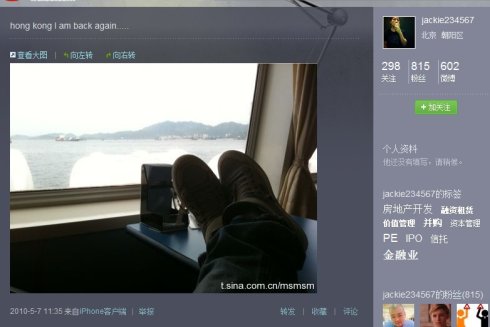 hong kong I am back again.....
查看大图 | 向左转 | 向右转
t.sina.com.cn/msmsm
2010-5-7 11:35 来自iPhone客户端 | 举报
转发 | 收藏 | 评论
jackie234567
北京 朝阳区
298 815 602
关注 粉丝 微博
+加关注
个人资料
他还没有填写，请稍候。
jackie234567的标签
房地产开发 融资租赁
价值管理 并购 资本管理
PE IPO 信托
金融业
jackie234567的粉丝(815)